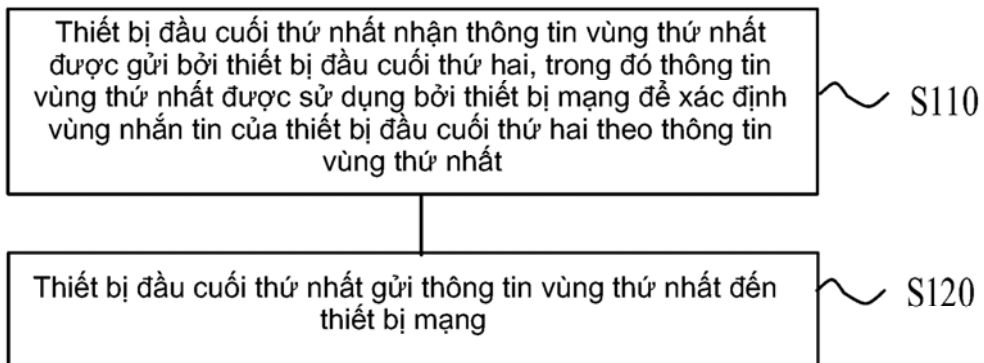 Thiết bị đầu cuối thứ nhất nhận thông tin vùng thứ nhất
được gửi bởi thiết bị đầu cuối thứ hai, trong đó thông tin
vùng thứ nhất được sử dụng bởi thiết bị mạng để xác định
vùng nhắn tin của thiết bị đầu cuối thứ hai theo thông tin
vùng thứ nhất
S110
Thiết bị đầu cuối thứ nhất gửi thông tin vùng thứ nhất đến
thiết bị mạng
S120